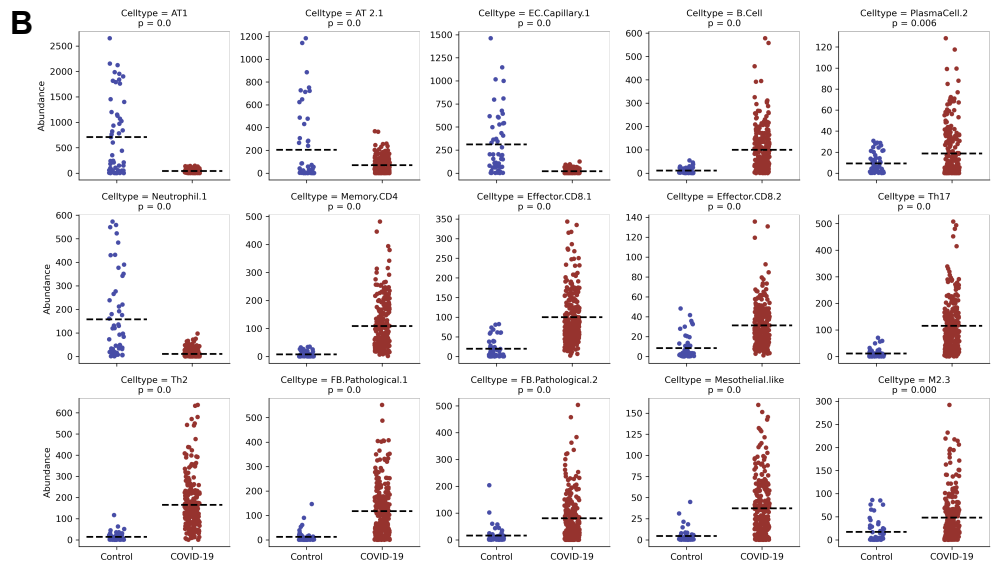 B
Celltype = AT1
p = 0.0
Celltype = AT 2.1
p = 0.0
Celltype = EC.Capillary.1
p = 0.0
Celltype = B.Cell
p = 0.0
Celltype = PlasmaCell.2
p = 0.006
Abundance
2500
2000
1500
1000
500
0
1200
1000
800
600
400
200
0
1500
1250
1000
750
500
250
0
600
500
400
300
200
100
0
120
100
80
60
40
20
0
Celltype = Neutrophil.1
p = 0.0
Celltype = Memory.CD4
p = 0.0
Celltype = Effector.CD8.1
p = 0.0
Celltype = Effector.CD8.2
p = 0.0
Celltype = Th17
p = 0.0
Abundance
600
500
400
300
200
100
0
500
400
300
200
100
0
350
300
250
200
150
100
50
0
140
120
100
80
60
40
20
0
500
400
300
200
100
0
Celltype = Th2
p = 0.0
Celltype = FB.Pathological.1
p = 0.0
Celltype = FB.Pathological.2
p = 0.0
Celltype = Mesothelial.like
p = 0.0
Celltype = M2.3
p = 0.000
Abundance
600
500
400
300
200
100
0
500
400
300
200
100
0
500
400
300
200
100
0
150
125
100
75
50
25
0
300
250
200
150
100
50
0
Control
COVID-19
Control
COVID-19
Control
COVID-19
Control
COVID-19
Control
COVID-19